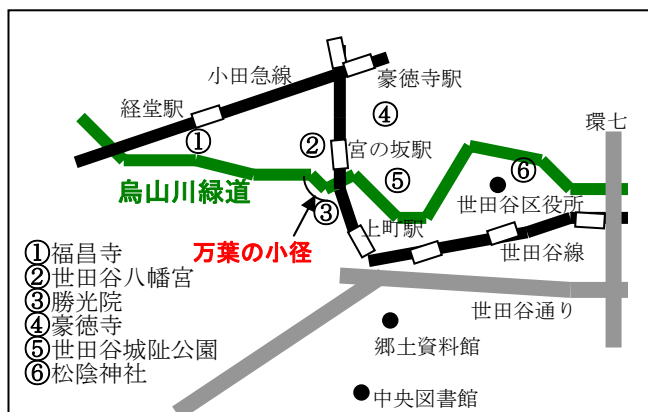 小田急線
豪徳寺駅
経堂駅
④
環七
①
②
宮の坂駅
⑥
⑤
烏山川緑道
③
世田谷区役所
上町駅
万葉の小径
世田谷線
①福昌寺
②世田谷八幡宮
③勝光院
④豪徳寺
⑤世田谷城阯公園
⑥松陰神社
世田谷通り
郷土資料館
中央図書館